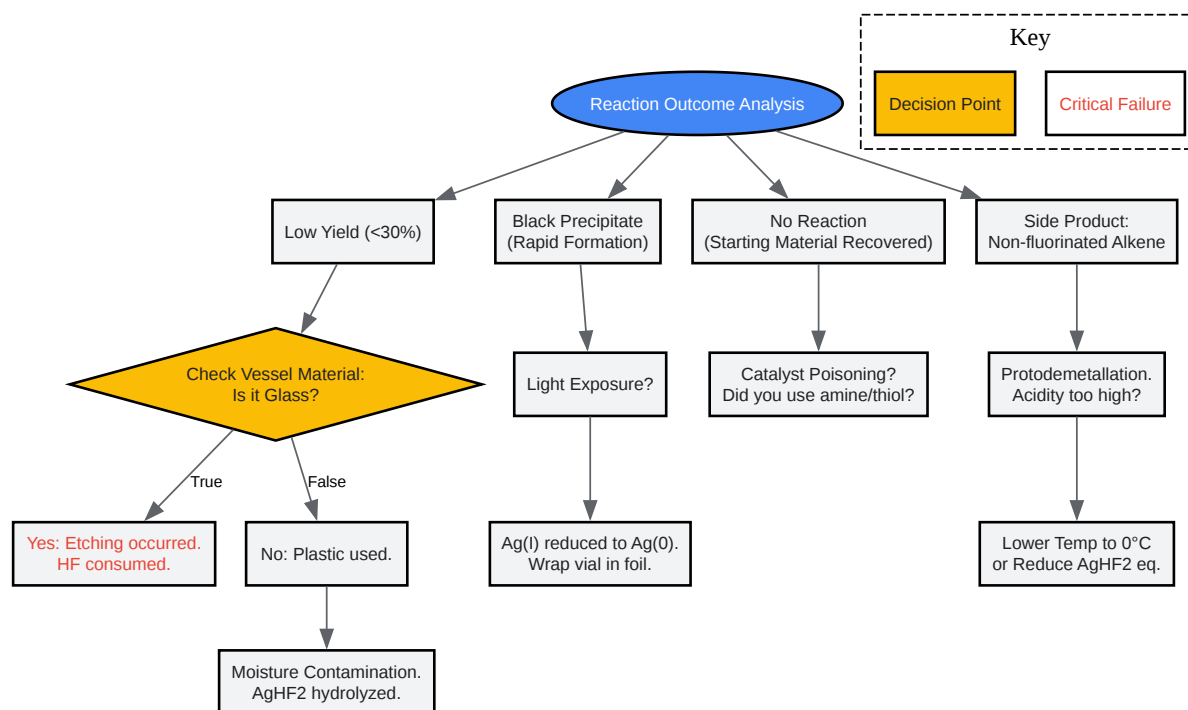 Key
Decision Point
Critical Failure
Reaction Outcome Analysis
Low Yield (<30%)
Black Precipitate
(Rapid Formation)
No Reaction
(Starting Material Recovered)
Side Product:
Non-fluorinated Alkene
Check Vessel Material:
Is it Glass?
Light Exposure?
Catalyst Poisoning?
Did you use amine/thiol?
Protodemetallation.
Acidity too high?
True
False
Yes: Etching occurred.
HF consumed.
No: Plastic used.
Ag(I) reduced to Ag(0).
Wrap vial in foil.
Lower Temp to 0°C
or Reduce AgHF2 eq.
Moisture Contamination.
AgHF2 hydrolyzed.